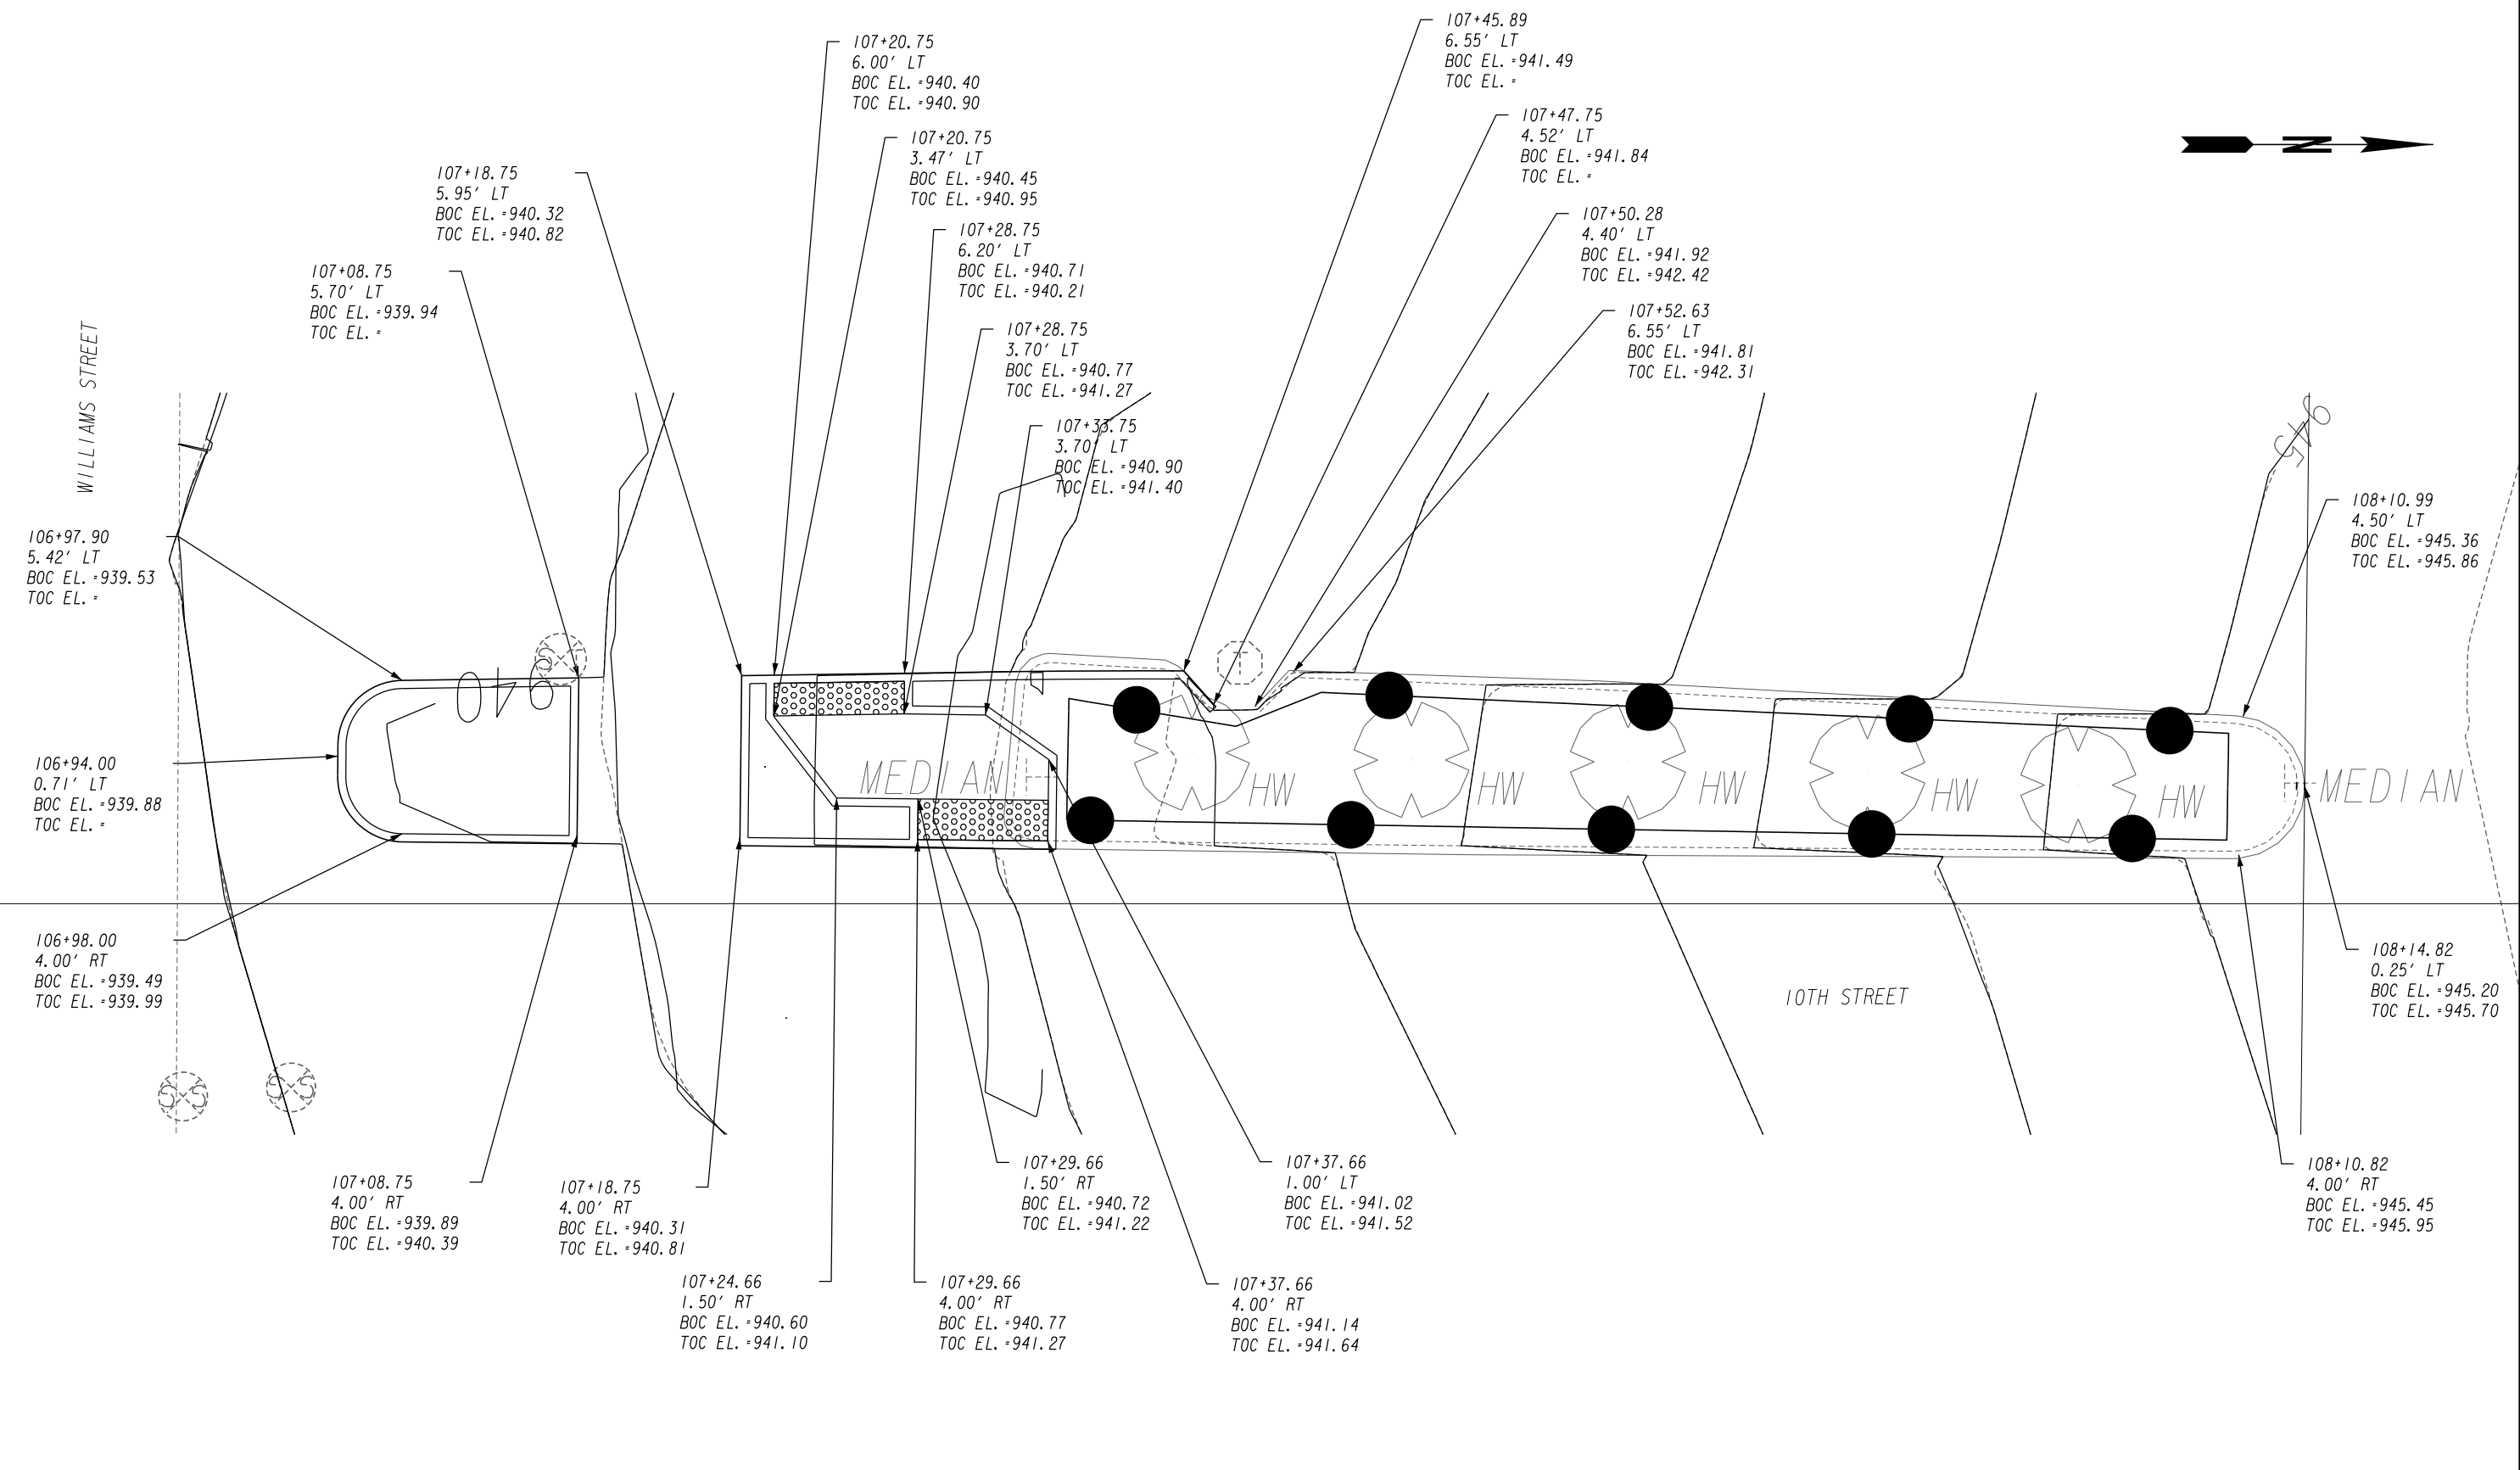 107+45.89
6.55' LT
BOC EL.=941.49
TOC EL.=
107+20.75
6.00' LT
BOC EL.=940.40
TOC EL.=940.90
107+47.75
4.52' LT
BOC EL.=941.84
TOC EL.=
107+20.75
3.47' LT
BOC EL.=940.45
TOC EL.=940.95
N
107+18.75
5.95' LT
BOC EL.=940.32
TOC EL.=940.82
107+50.28
4.40' LT
BOC EL.=941.92
TOC EL.=942.42
107+28.75
6.20' LT
BOC EL.=940.71
TOC EL.=940.21
107+08.75
5.70' LT
BOC EL.=939.94
TOC EL.=
107+52.63
6.55' LT
BOC EL.=941.81
TOC EL.=942.31
107+28.75
3.70' LT
BOC EL.=940.77
TOC EL.=941.27
WILLIAMS STREET
107+33.75
3.70' LT
BOC EL.=940.90
TOC EL.=941.40
945
108+10.99
4.50' LT
BOC EL.=945.36
TOC EL.=945.86
106+97.90
5.42' LT
BOC EL.=939.53
TOC EL.=
S S
T
940
106+94.00
0.71' LT
BOC EL.=939.88
TOC EL.=
MEDIAN
HW
HW
HW
HW
HW
MEDIAN
106+98.00
4.00' RT
BOC EL.=939.49
TOC EL.=939.99
108+14.82
0.25' LT
BOC EL.=945.20
TOC EL.=945.70
10TH STREET
S S
S S
107+29.66
1.50' RT
BOC EL.=940.72
TOC EL.=941.22
107+37.66
1.00' LT
BOC EL.=941.02
TOC EL.=941.52
108+10.82
4.00' RT
BOC EL.=945.45
TOC EL.=945.95
107+08.75
4.00' RT
BOC EL.=939.89
TOC EL.=940.39
107+18.75
4.00' RT
BOC EL.=940.31
TOC EL.=940.81
107+24.66
1.50' RT
BOC EL.=940.60
TOC EL.=941.10
107+29.66
4.00' RT
BOC EL.=940.77
TOC EL.=941.27
107+37.66
4.00' RT
BOC EL.=941.14
TOC EL.=941.64